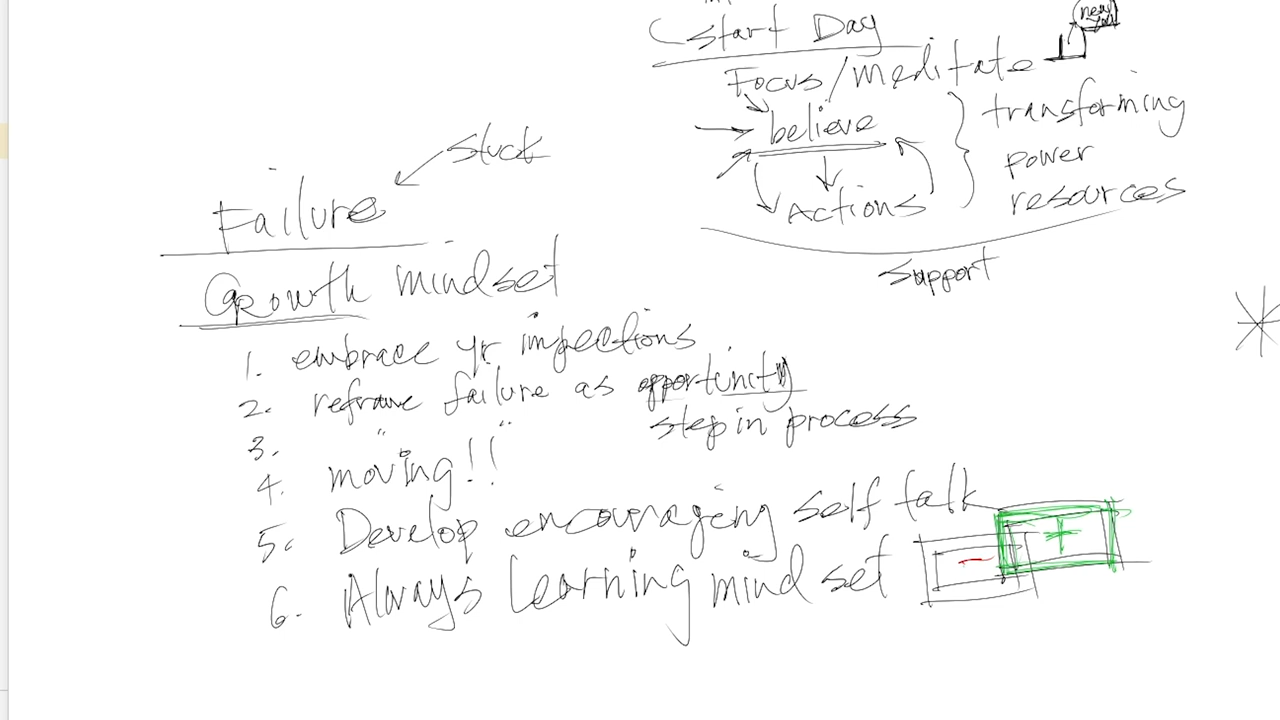 Start Day
Focus/meditate
believe
Actions
transforming
power
resources
support
stuck
Failure
Growth mindset
1. embrace yr impections
2. reframe failure as opportunity
step in process
3. " "
4. moving!!
5. Develop encouraging self talk
6. Always Learning mind set
-
+